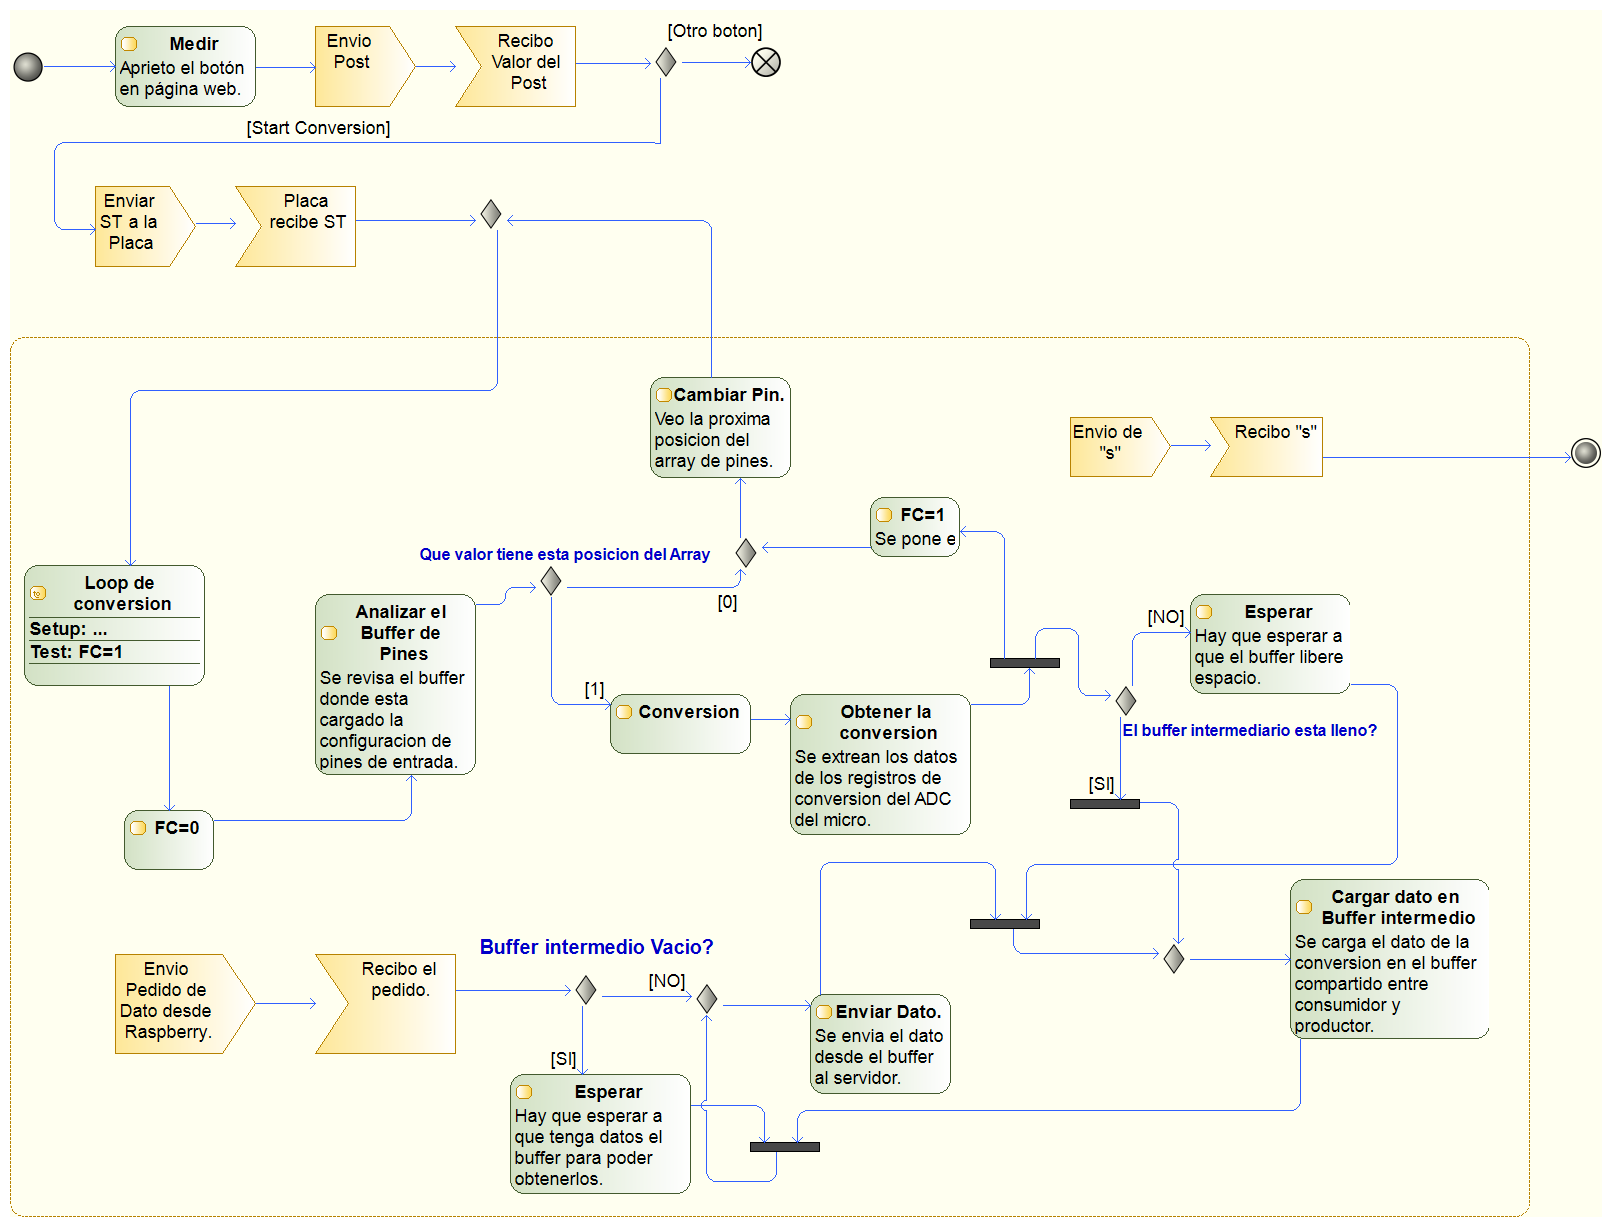 [Otro boton]
Medir
Aprieto el botón
en página web.
Envio
Post
Recibo
Valor del
Post
[Start Conversion]
Enviar
ST a la
Placa
Placa
recibe ST
Cambiar Pin.
Veo la proxima
posicion del
array de pines.
Envio de
"s"
Recibo "s"
FC=1
Se pone e
Que valor tiene esta posicion del Array
[0]
[1]
Loop de
conversion
Setup: ...
Test: FC=1
Analizar el
Buffer de
Pines
Se revisa el buffer
donde esta
cargado la
configuracion de
pines de entrada.
FC=0
Conversion
Obtener la
conversion
Se extrean los datos
de los registros de
conversion del ADC
del micro.
[NO]
Esperar
Hay que esperar a
que el buffer libere
espacio.
El buffer intermediario esta lleno?
[SI]
Cargar dato en
Buffer intermedio
Se carga el dato de la
conversion en el buffer
compartido entre
consumidor y
productor.
Buffer intermedio Vacio?
Envio
Pedido de
Dato desde
Raspberry.
Recibo el
pedido.
[NO]
[SI]
Enviar Dato.
Se envia el dato
desde el buffer
al servidor.
Esperar
Hay que esperar a
que tenga datos el
buffer para poder
obtenerlos.